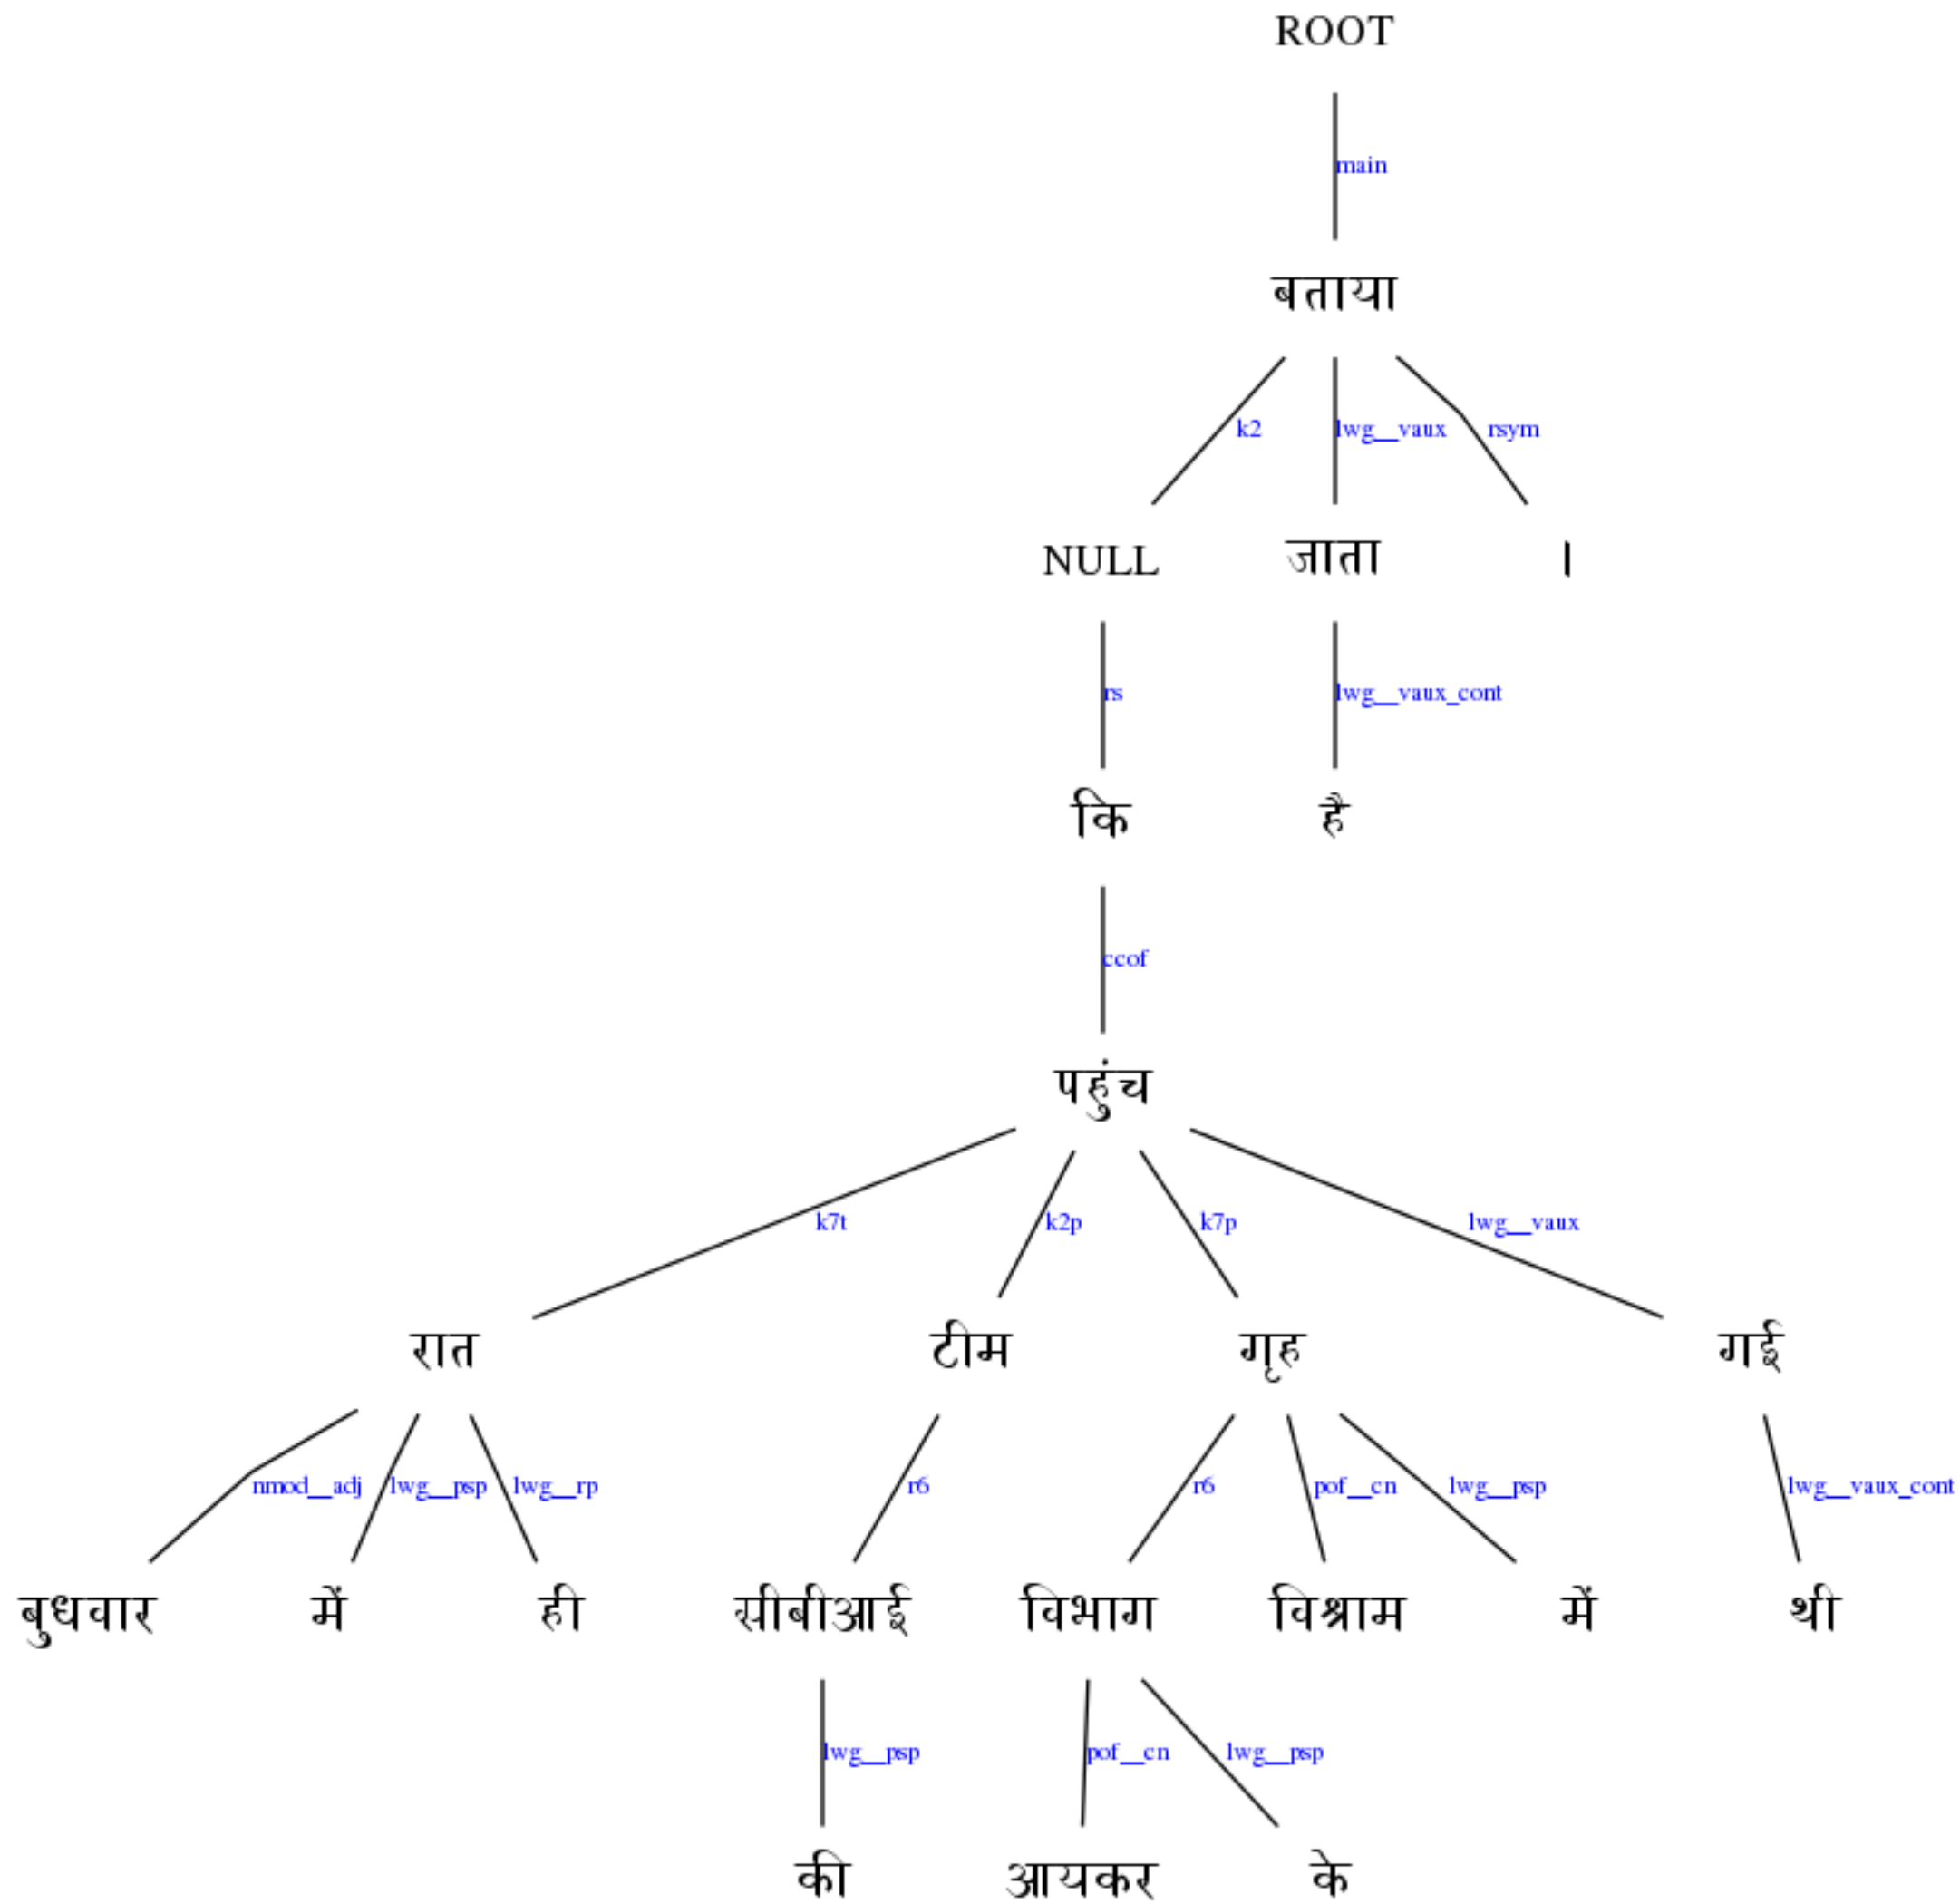 ROOT
main
बताया
k2 lwg__vaux rsym
NULL जाता ।
rs lwg__vaux_cont
कि है
ccof
पहुंच
k7t k2p k7p lwg__vaux
रात टीम गृह गई
nmod__adj lwg__psp lwg__rp r6 r6 pof__cn lwg__psp lwg__vaux_cont
बुधवार में ही सीबीआई विभाग विश्राम में थी
lwg__psp pof__cn lwg__psp
की आयकर के